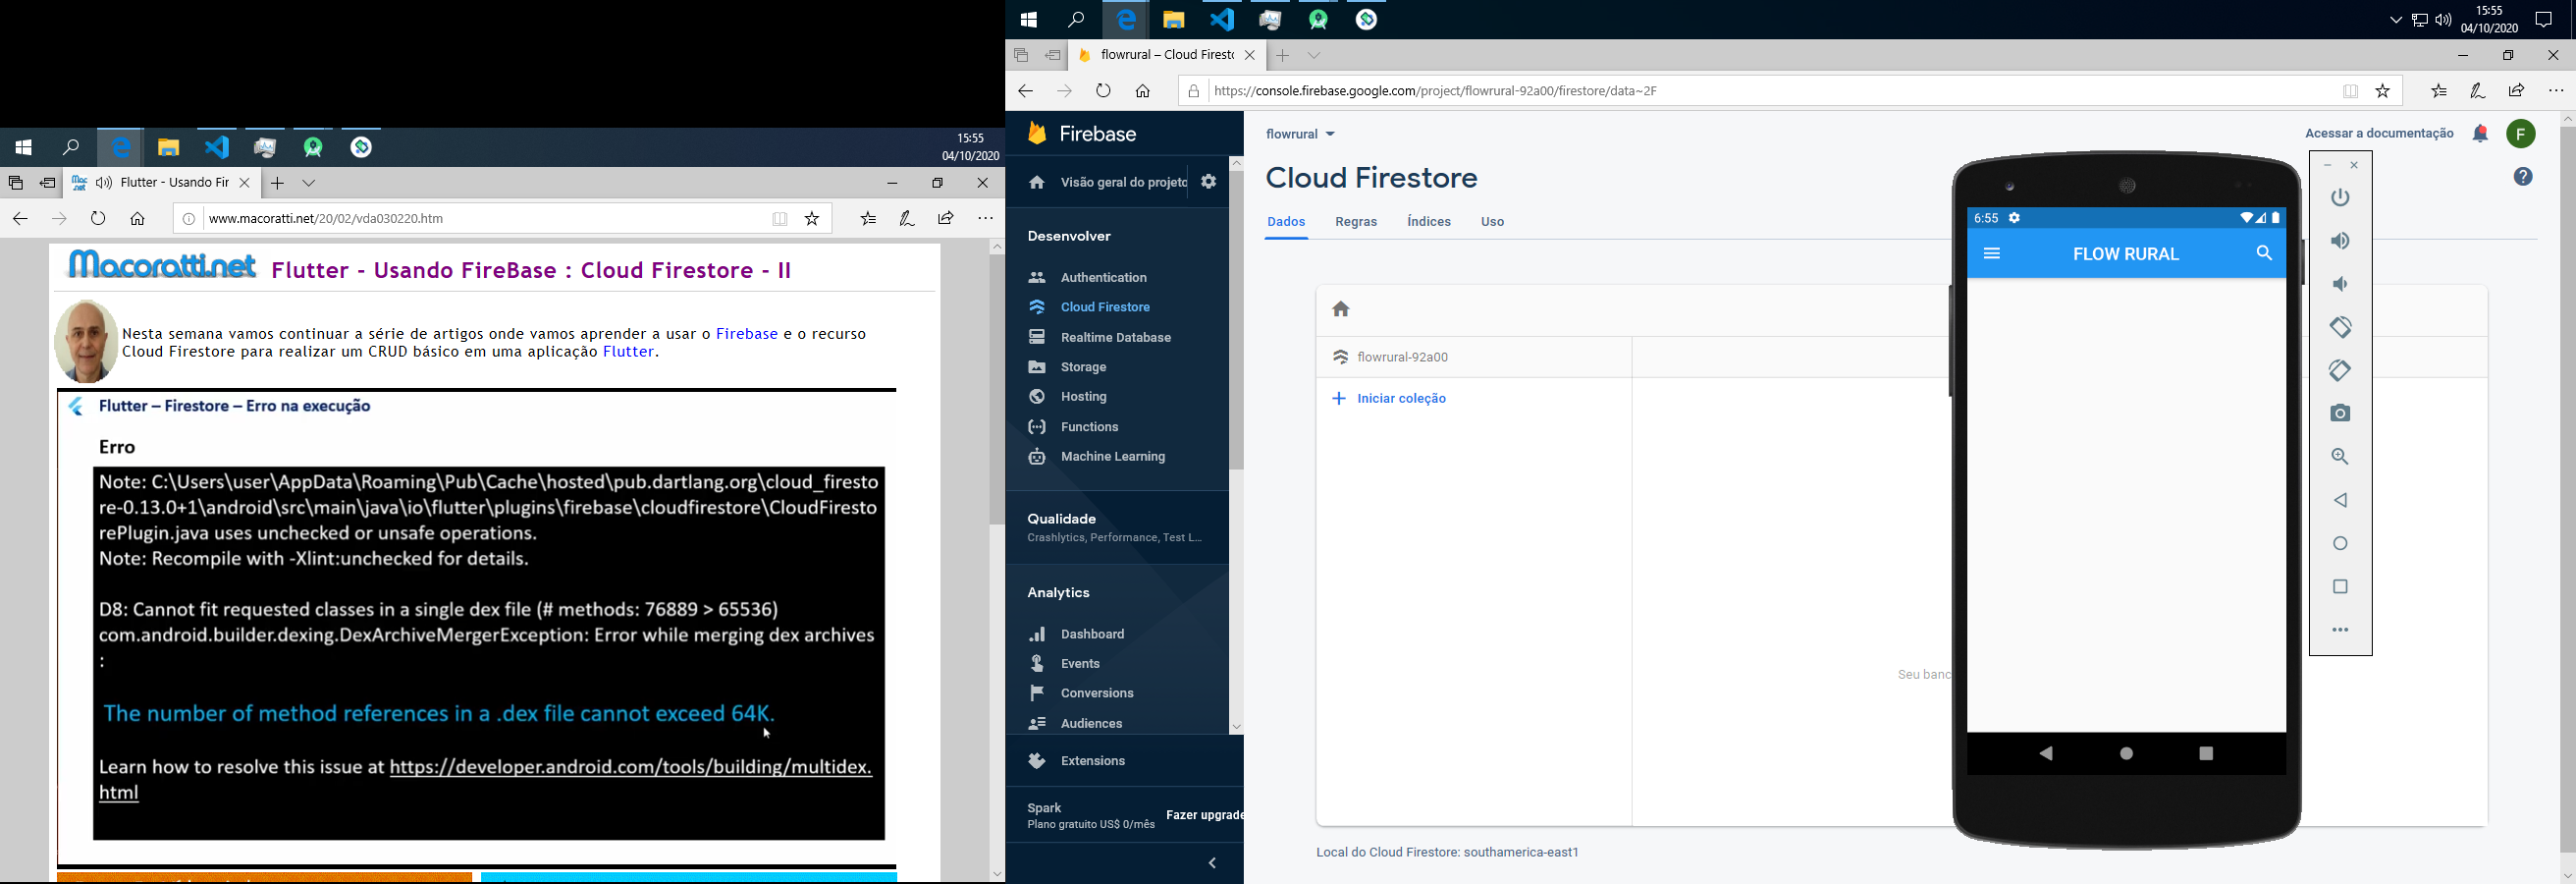 15:55
04/10/2020
Flutter - Usando Fir
www.macoratti.net/20/02/vda030220.htm
Macoratti.net
Flutter - Usando FireBase : Cloud Firestore - II
Nesta semana vamos continuar a série de artigos onde vamos aprender a usar o Firebase e o recurso
Cloud Firestore para realizar um CRUD básico em uma aplicação Flutter.
Flutter – Firestore – Erro na execução
Erro
Note: C:\Users\user\AppData\Roaming\Pub\Cache\hosted\pub.dartlang.org\cloud_firesto
re-0.13.0+1\android\src\main\java\io\flutter\plugins\firebase\cloudfirestore\CloudFiresto
rePlugin.java uses unchecked or unsafe operations.
Note: Recompile with -Xlint:unchecked for details.
D8: Cannot fit requested classes in a single dex file (# methods: 76889 > 65536)
com.android.builder.dexing.DexArchiveMergerException: Error while merging dex archives
:
The number of method references in a .dex file cannot exceed 64K.
Learn how to resolve this issue at https://developer.android.com/tools/building/multidex.
html
15:55
04/10/2020
flowrural – Cloud Firest
https://console.firebase.google.com/project/flowrural-92a00/firestore/data~2F
Firebase
Visão geral do projeto
Desenvolver
Authentication
Cloud Firestore
Realtime Database
Storage
Hosting
Functions
Machine Learning
Qualidade
Crashlytics, Performance, Test L...
Analytics
Dashboard
Events
Conversions
Audiences
Extensions
Spark
Plano gratuito US$ 0/mês
Fazer upgrade
flowrural
Acessar a documentação
F
Cloud Firestore
Dados Regras Índices Uso
flowrural-92a00
Iniciar coleção
Seu banc
Local do Cloud Firestore: southamerica-east1
6:55
FLOW RURAL